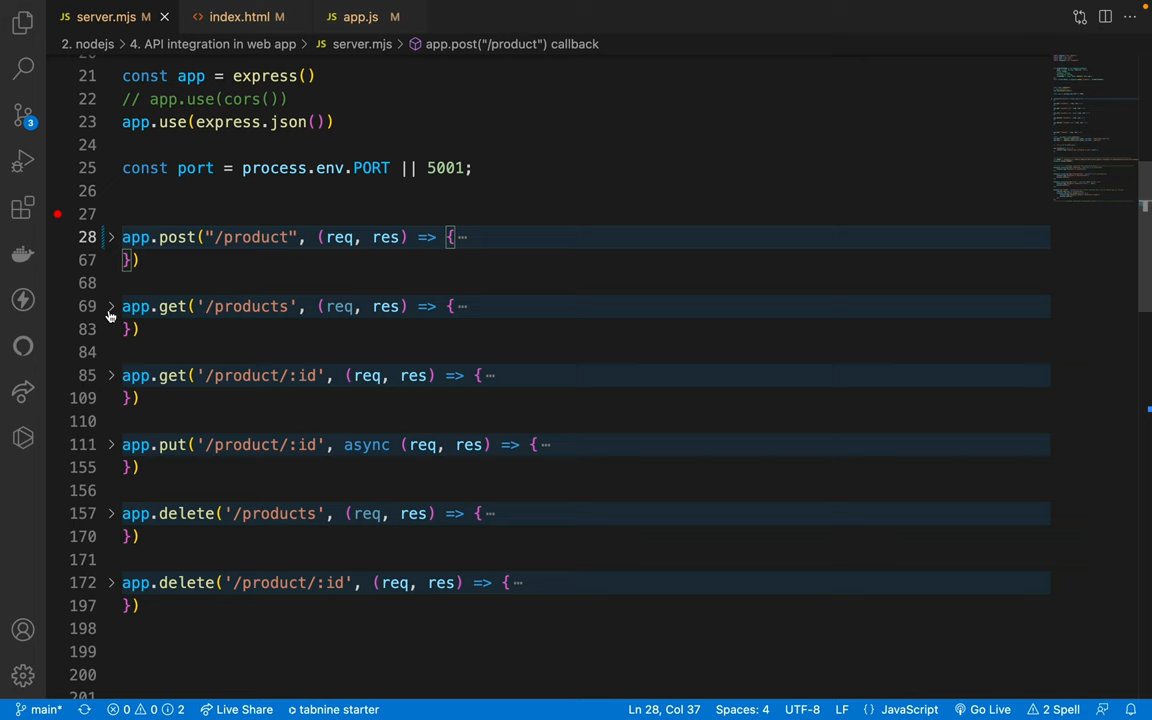 JS server.mjs M × <> index.html M JS app.js M
2. nodejs > 4. API integration in web app > JS server.mjs > app.post("/product") callback
21 const app = express()
22 // app.use(cors())
23 app.use(express.json())
24
25 const port = process.env.PORT || 5001;
26
27
28 > app.post("/product", (req, res) => {⋯
67 })
68
69 > app.get('/products', (req, res) => {⋯
83 })
84
85 > app.get('/product/:id', (req, res) => {⋯
109 })
110
111 > app.put('/product/:id', async (req, res) => {⋯
155 })
156
157 > app.delete('/products', (req, res) => {⋯
170 })
171
172 > app.delete('/product/:id', (req, res) => {⋯
197 })
198
199
200
201
3
main* 0 0 2 Live Share tabnine starter Ln 28, Col 37 Spaces: 4 UTF-8 LF {} JavaScript Go Live 2 Spell